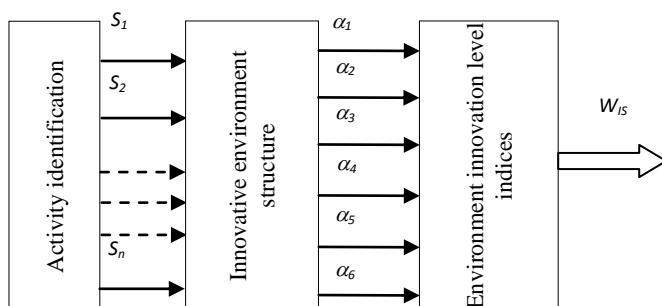 Activity identification
S1
S2
Sn
Innovative environment
structure
α1
α2
α3
α4
α5
α6
Environment innovation level
indices
WIS